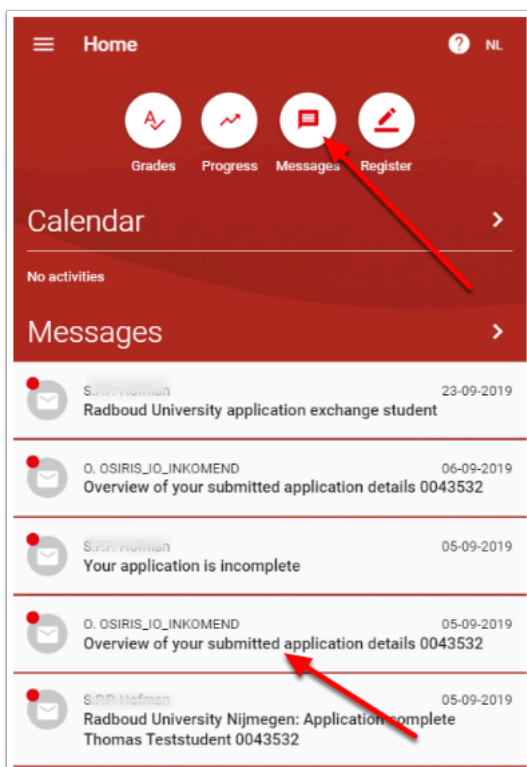 Home
? NL
Grades Progress Messages Register
Calendar
No activities
Messages
23-09-2019
Radboud University application exchange student
O. OSIRIS_IO_INKOMEND 06-09-2019
Overview of your submitted application details 0043532
05-09-2019
Your application is incomplete
O. OSIRIS_IO_INKOMEND 05-09-2019
Overview of your submitted application details 0043532
05-09-2019
Radboud University Nijmegen: Application complete
Thomas Teststudent 0043532